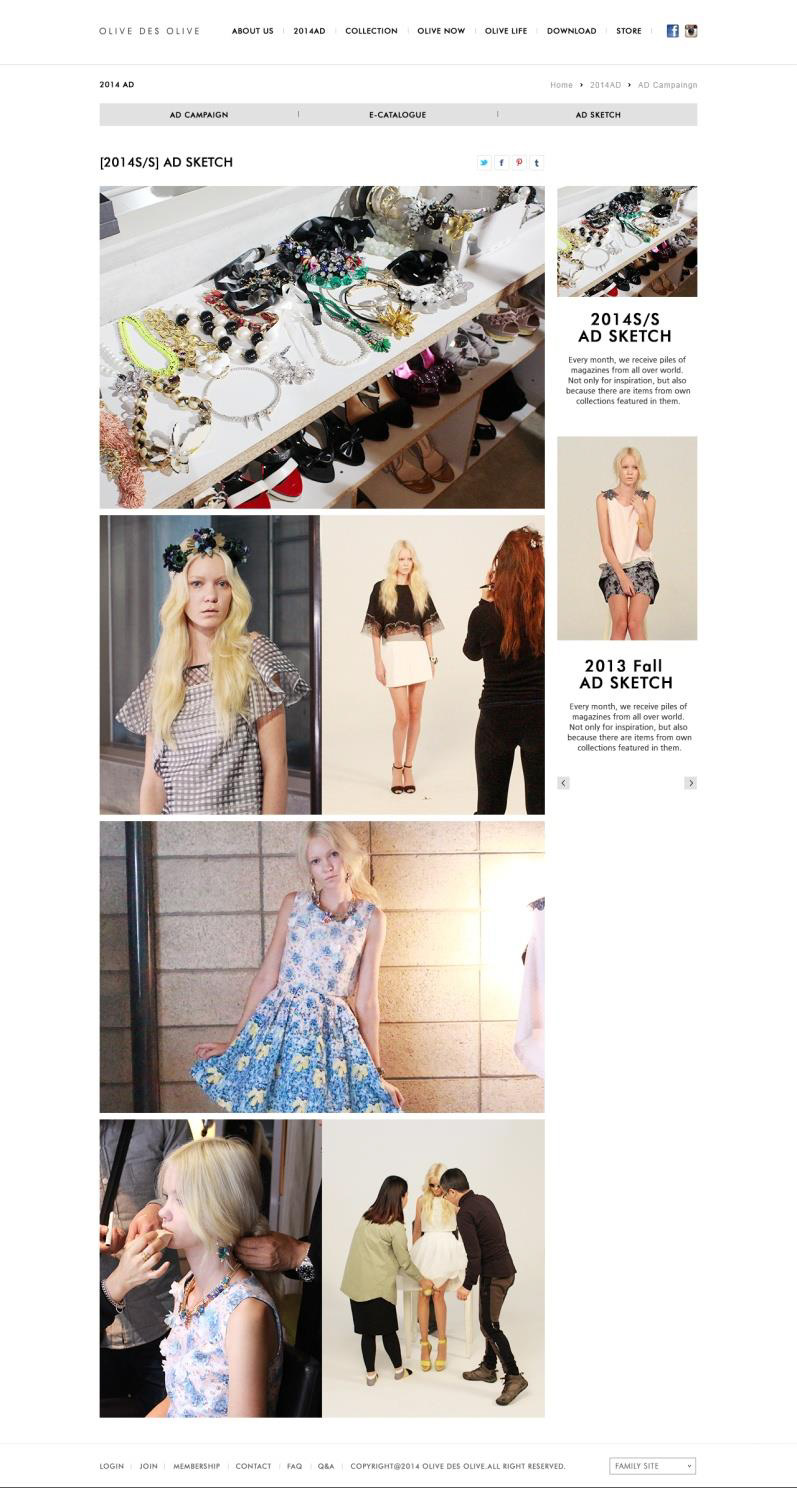 OLIVE DES OLIVE
ABOUT US
2014AD
COLLECTION
OLIVE NOW
OLIVE LIFE
DOWNLOAD
STORE
2014 AD
Home > 2014AD > AD Campaingn
AD CAMPAIGN
E-CATALOGUE
AD SKETCH
[2014S/S] AD SKETCH
2014S/S
AD SKETCH
Every month, we receive piles of
magazines from all over world.
Not only for inspiration, but also
because there are items from own
collections featured in them.
2013 Fall
AD SKETCH
Every month, we receive piles of
magazines from all over world.
Not only for inspiration, but also
because there are items from own
collections featured in them.
LOGIN
JOIN
MEMBERSHIP
CONTACT
FAQ
Q&A
COPYRIGHT@2014 OLIVE DES OLIVE.ALL RIGHT RESERVED.
FAMILY SITE